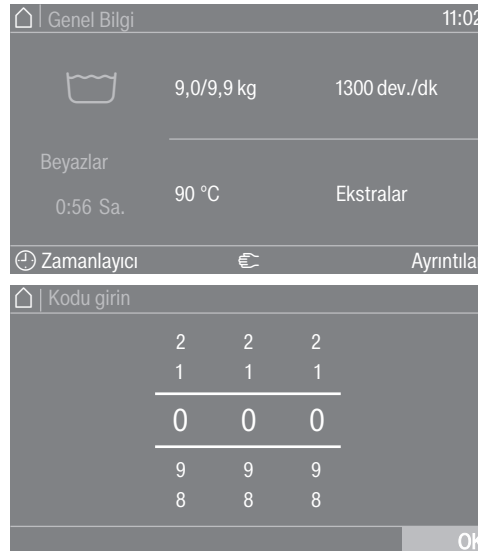 Genel Bilgi 11:02
9,0/9,9 kg 1300 dev./dk
Beyazlar
0:56 Sa.
90 °C Ekstralar
Zamanlayıcı Ayrıntılar
Kodu girin
2 2 2
1 1 1
0 0 0
9 9 9
8 8 8
OK